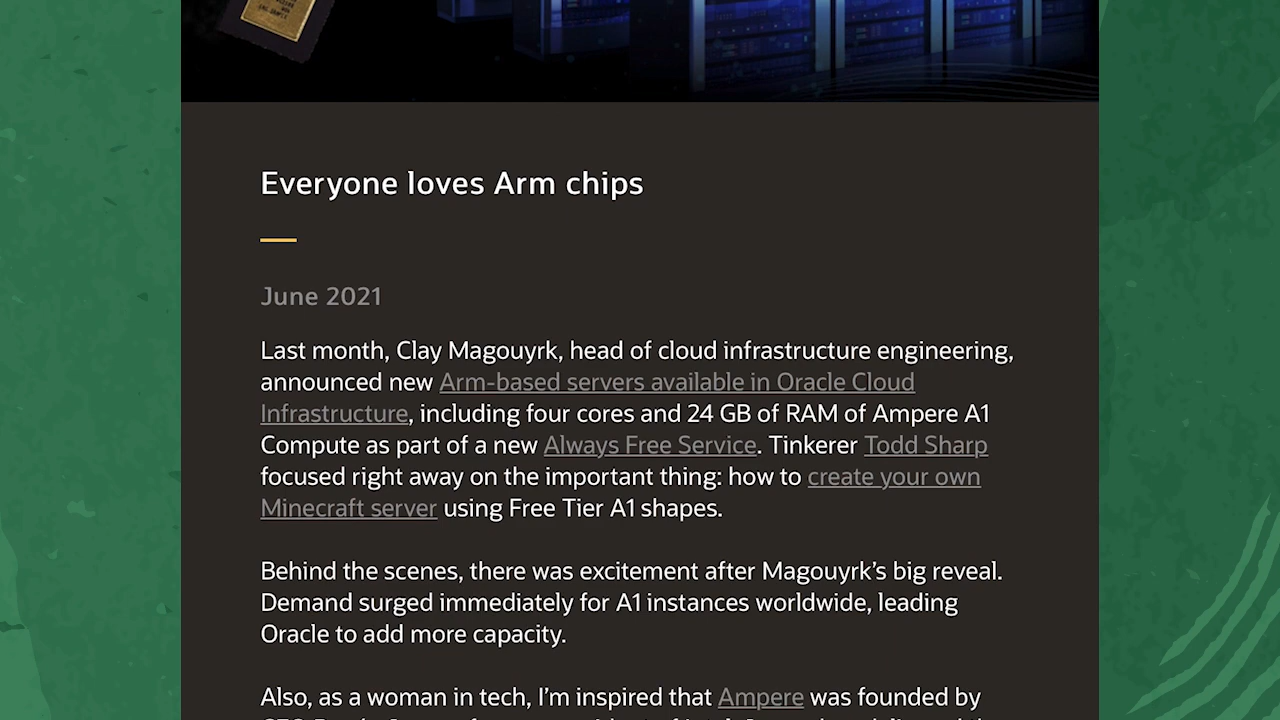 Everyone loves Arm chips
June 2021
Last month, Clay Magouyrk, head of cloud infrastructure engineering,
announced new Arm-based servers available in Oracle Cloud
Infrastructure, including four cores and 24 GB of RAM of Ampere A1
Compute as part of a new Always Free Service. Tinkerer Todd Sharp
focused right away on the important thing: how to create your own
Minecraft server using Free Tier A1 shapes.
Behind the scenes, there was excitement after Magouyrk’s big reveal.
Demand surged immediately for A1 instances worldwide, leading
Oracle to add more capacity.
Also, as a woman in tech, I’m inspired that Ampere was founded by